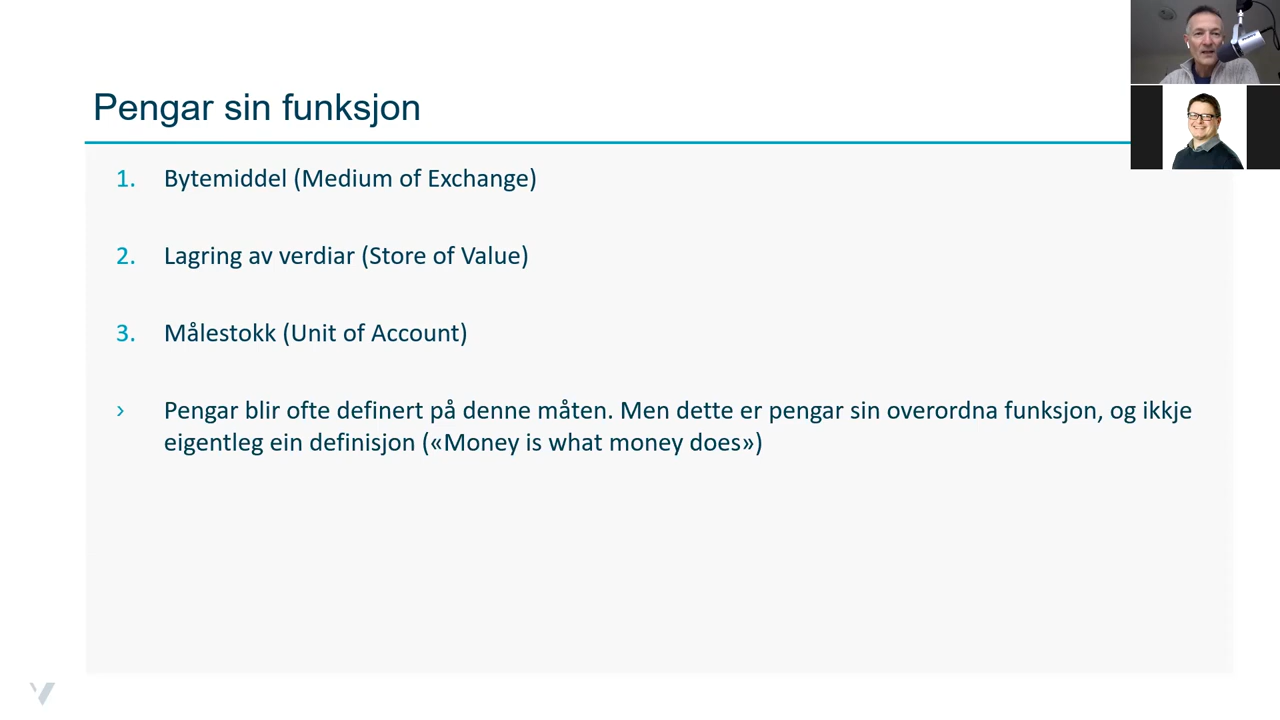 Pengar sin funksjon
1. Bytemiddel (Medium of Exchange)
2. Lagring av verdiar (Store of Value)
3. Målestokk (Unit of Account)
› Pengar blir ofte definert på denne måten. Men dette er pengar sin overordna funksjon, og ikkje
eigentleg ein definisjon («Money is what money does»)